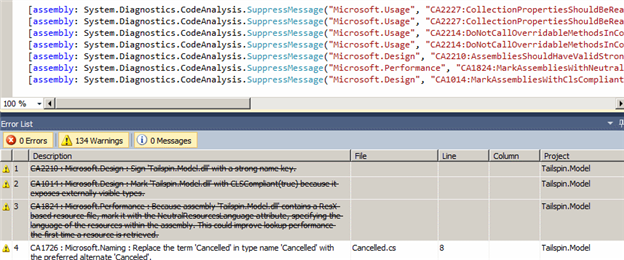 [assembly: System.Diagnostics.CodeAnalysis.SuppressMessage("Microsoft.Usage", "CA2227:CollectionPropertiesShouldBeRea
[assembly: System.Diagnostics.CodeAnalysis.SuppressMessage("Microsoft.Usage", "CA2227:CollectionPropertiesShouldBeRea
[assembly: System.Diagnostics.CodeAnalysis.SuppressMessage("Microsoft.Usage", "CA2214:DoNotCallOverridableMethodsInCo
[assembly: System.Diagnostics.CodeAnalysis.SuppressMessage("Microsoft.Usage", "CA2214:DoNotCallOverridableMethodsInCo
[assembly: System.Diagnostics.CodeAnalysis.SuppressMessage("Microsoft.Design", "CA2210:AssembliesShouldHaveValidStron
[assembly: System.Diagnostics.CodeAnalysis.SuppressMessage("Microsoft.Performance", "CA1824:MarkAssembliesWithNeutral
[assembly: System.Diagnostics.CodeAnalysis.SuppressMessage("Microsoft.Design", "CA1014:MarkAssembliesWithClsCompliant
100 %
Error List
0 Errors 134 Warnings 0 Messages
Description File Line Column Project
1 CA2210 : Microsoft.Design : Sign 'Tailspin.Model.dll' with a strong name key. Tailspin.Model
2 CA1014 : Microsoft.Design : Mark 'Tailspin.Model.dll' with CLSCompliant(true) because it Tailspin.Model
exposes externally visible types.
3 CA1824 : Microsoft.Performance : Because assembly 'Tailspin.Model.dll' contains a ResX- Tailspin.Model
based resource file, mark it with the NeutralResourcesLanguage attribute, specifying the
language of the resources within the assembly. This could improve lookup performance
the first time a resource is retrieved.
4 CA1726 : Microsoft.Naming : Replace the term 'Cancelled' in type name 'Cancelled' with Cancelled.cs 8 Tailspin.Model
the preferred alternate 'Canceled'.